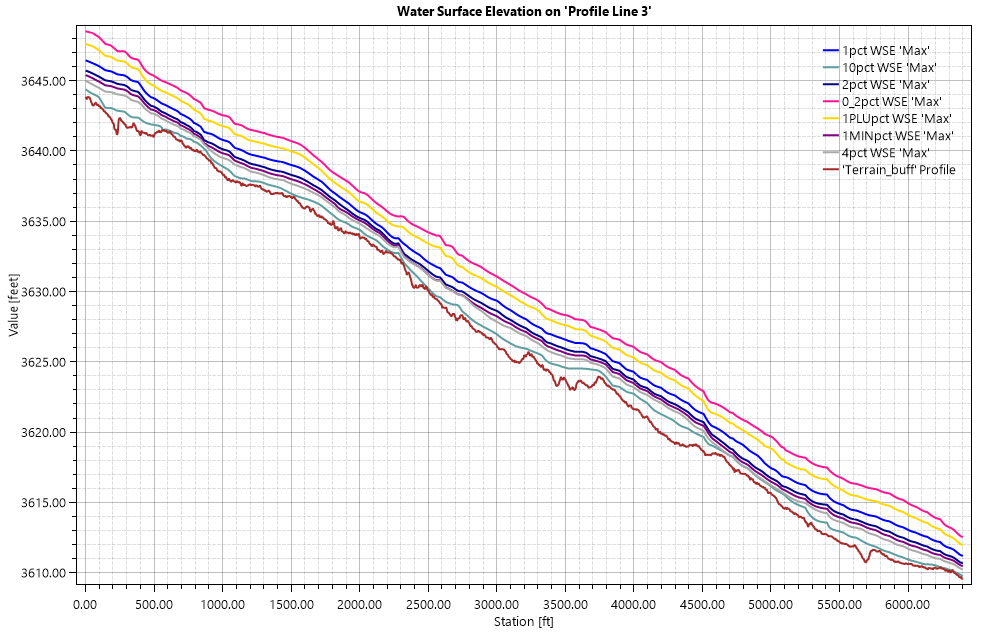 Water Surface Elevation on 'Profile Line 3'
1pct WSE 'Max'
10pct WSE 'Max'
2pct WSE 'Max'
0_2pct WSE 'Max'
1PLUpct WSE 'Max'
1MINpct WSE 'Max'
4pct WSE 'Max'
'Terrain_buff' Profile
Value [feet]
3645.00
3640.00
3635.00
3630.00
3625.00
3620.00
3615.00
3610.00
0.00 500.00 1000.00 1500.00 2000.00 2500.00 3000.00 3500.00 4000.00 4500.00 5000.00 5500.00 6000.00
Station [ft]